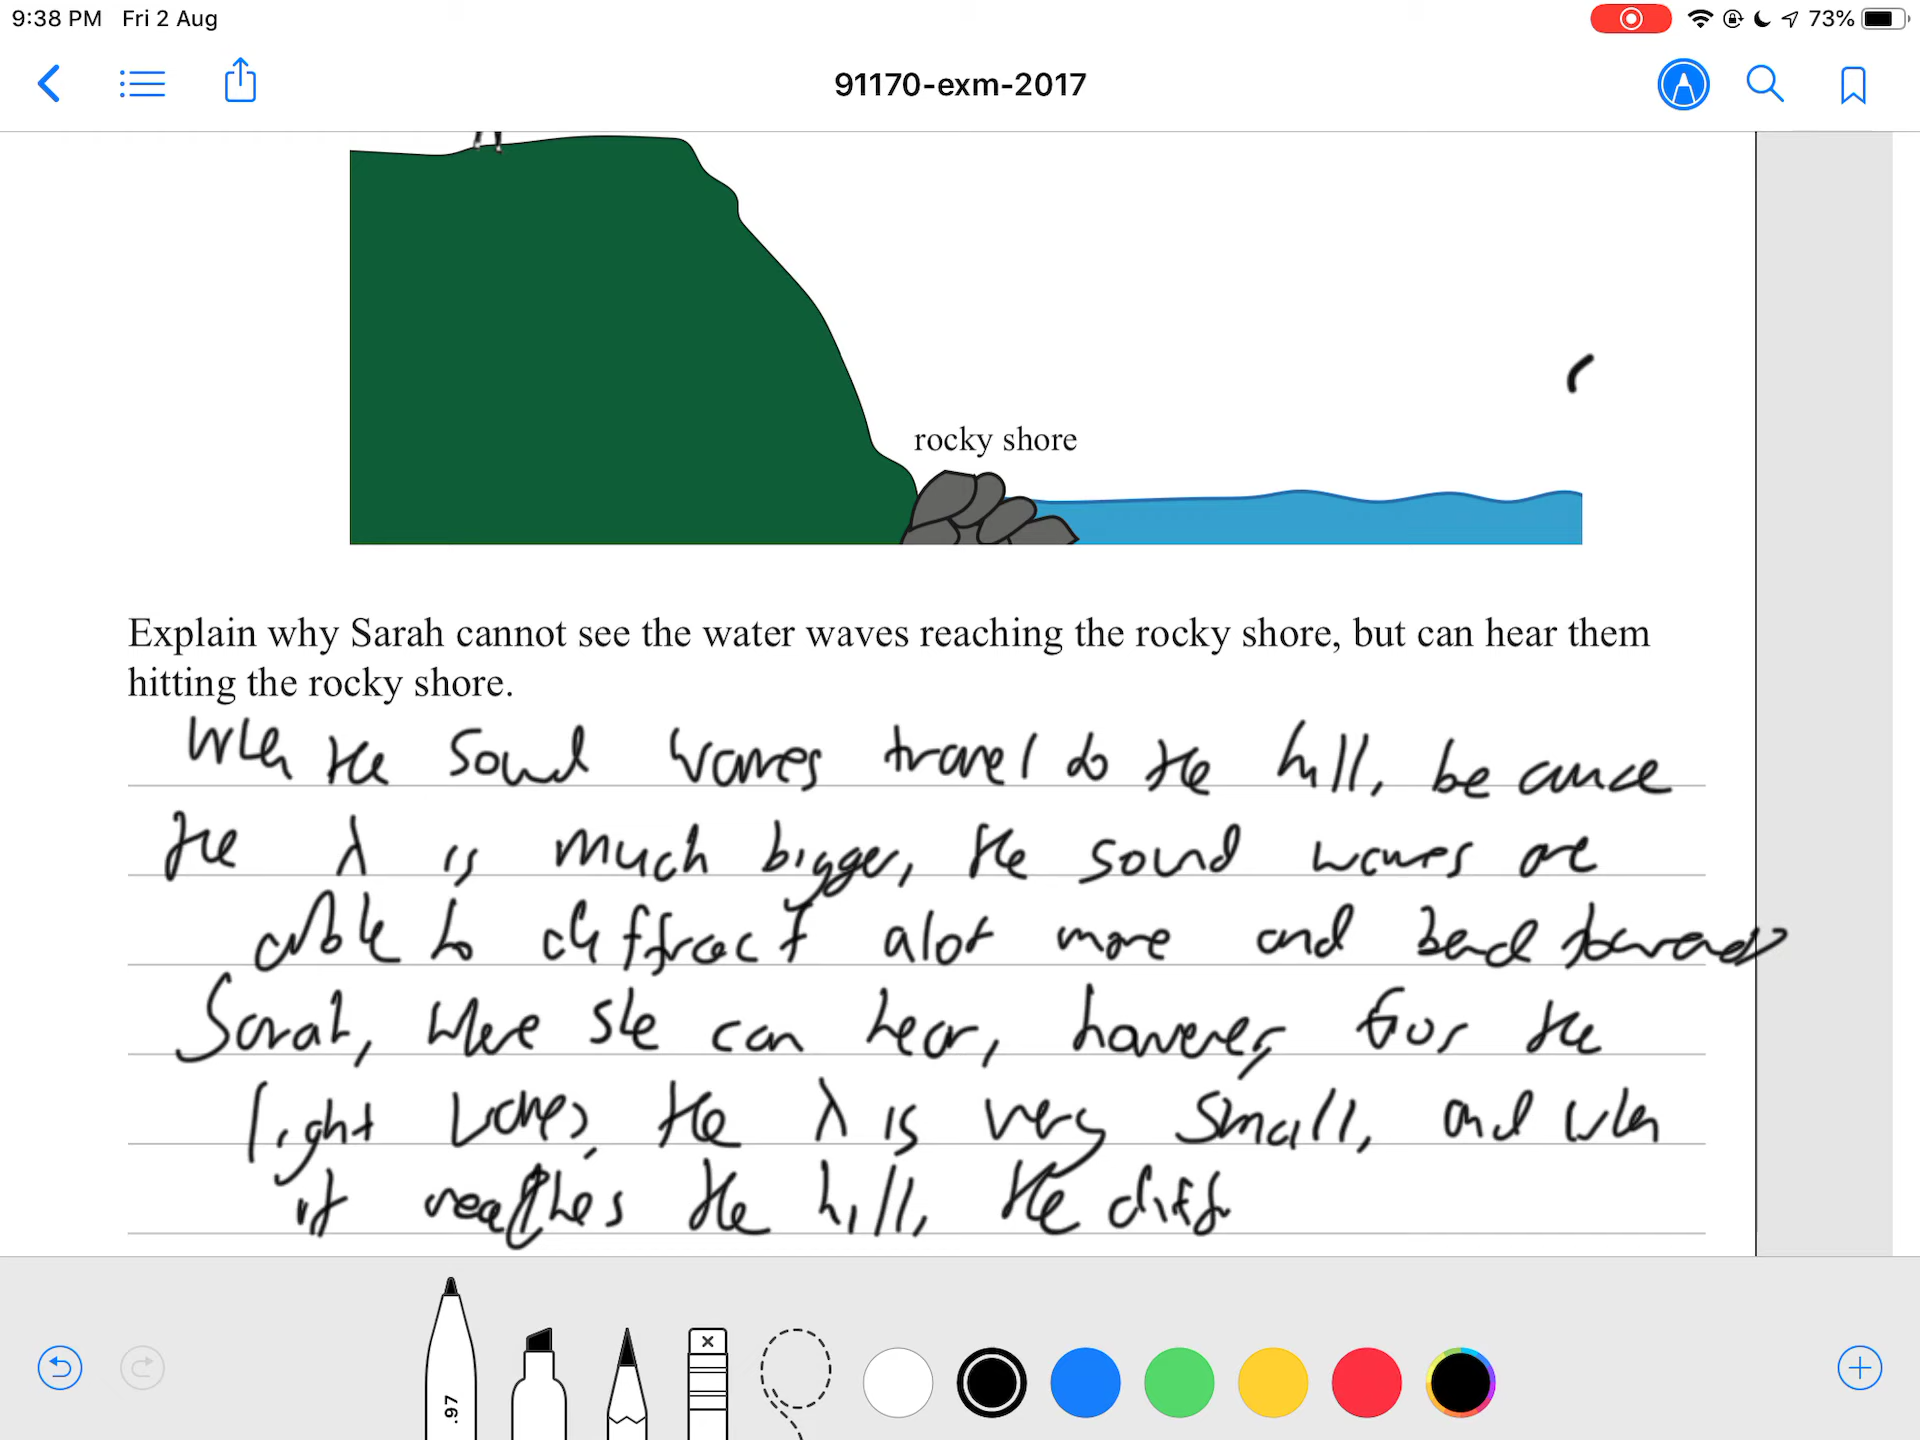 9:38 PM Fri 2 Aug
73%
91170-exm-2017
rocky shore
Explain why Sarah cannot see the water waves reaching the rocky shore, but can hear them
hitting the rocky shore.
When the sound waves travel to the hill, because
the λ is much bigger, the sound waves are
able to diffract alot more and bend towards
Sarah, where she can hear, however, for the
light waves, the λ is very small, and when
it reaches the hill, the diff
.97